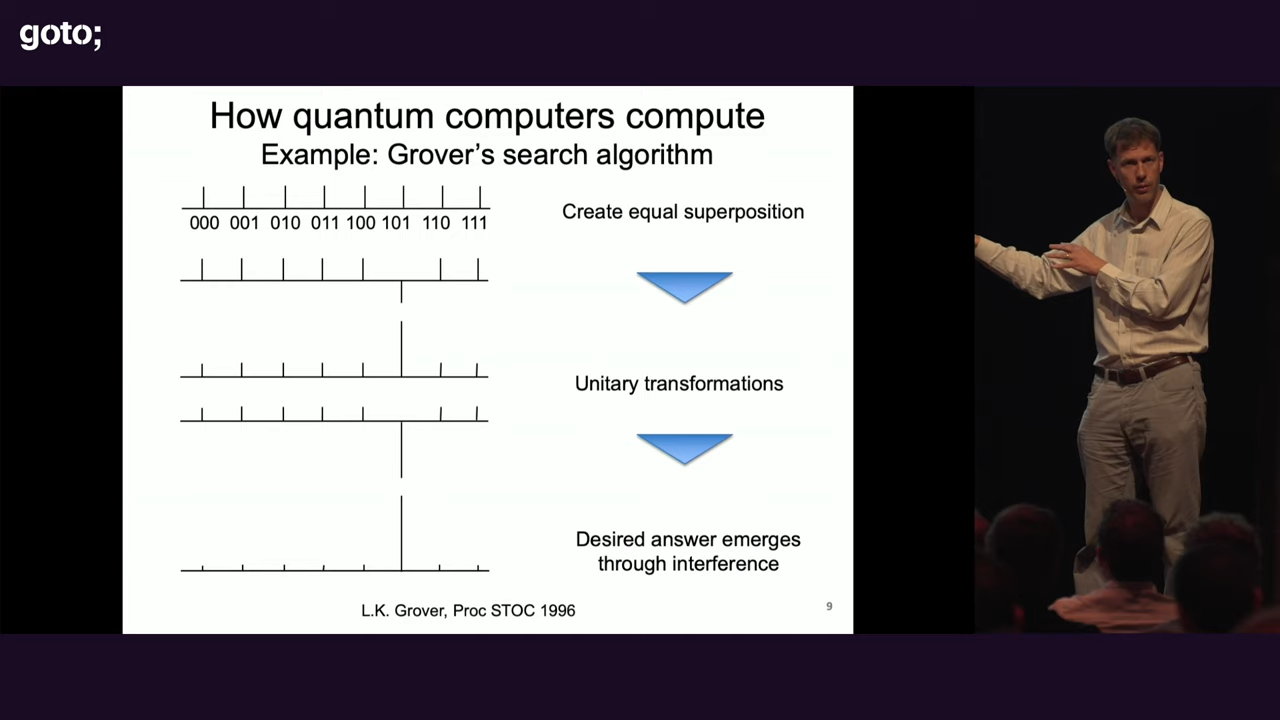 goto;
How quantum computers compute
Example: Grover's search algorithm
000 001 010 011 100 101 110 111
Create equal superposition
Unitary transformations
Desired answer emerges
through interference
L.K. Grover, Proc STOC 1996
9